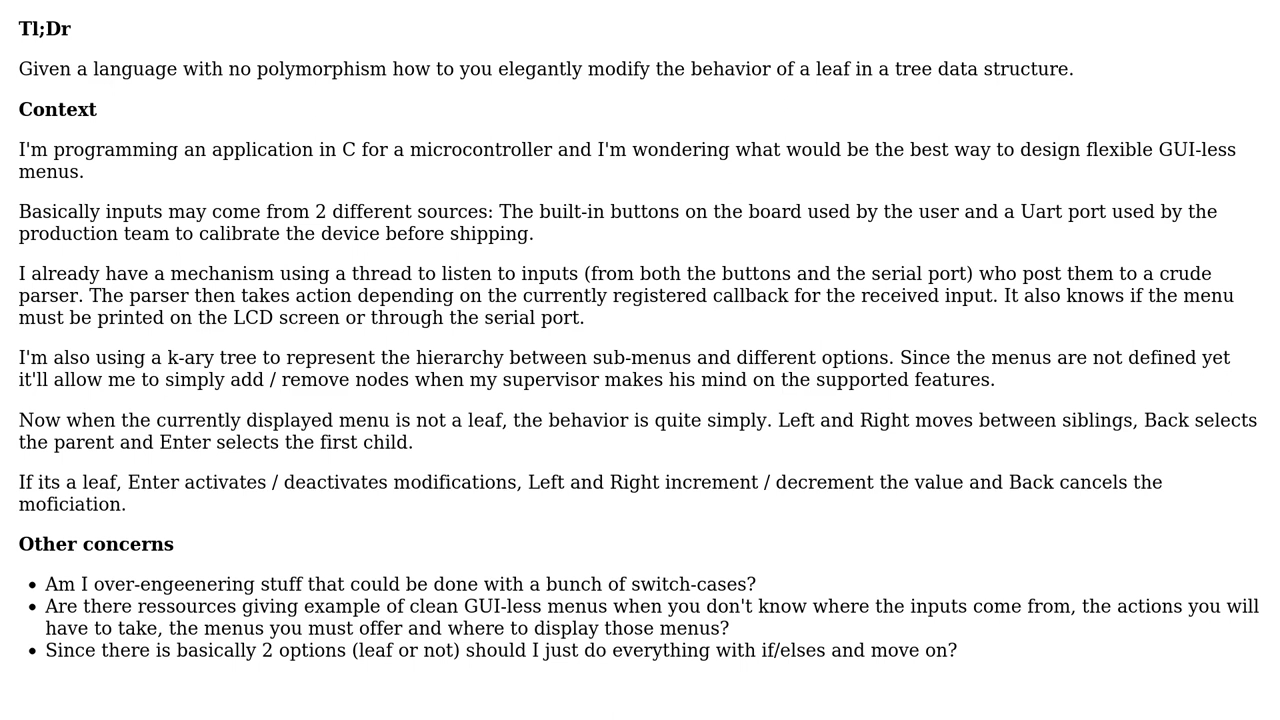 Tl;Dr
Given a language with no polymorphism how to you elegantly modify the behavior of a leaf in a tree data structure.
Context
I'm programming an application in C for a microcontroller and I'm wondering what would be the best way to design flexible GUI-less
menus.
Basically inputs may come from 2 different sources: The built-in buttons on the board used by the user and a Uart port used by the
production team to calibrate the device before shipping.
I already have a mechanism using a thread to listen to inputs (from both the buttons and the serial port) who post them to a crude
parser. The parser then takes action depending on the currently registered callback for the received input. It also knows if the menu
must be printed on the LCD screen or through the serial port.
I'm also using a k-ary tree to represent the hierarchy between sub-menus and different options. Since the menus are not defined yet
it'll allow me to simply add / remove nodes when my supervisor makes his mind on the supported features.
Now when the currently displayed menu is not a leaf, the behavior is quite simply. Left and Right moves between siblings, Back selects
the parent and Enter selects the first child.
If its a leaf, Enter activates / deactivates modifications, Left and Right increment / decrement the value and Back cancels the
moficiation.
Other concerns
• Am I over-engeenering stuff that could be done with a bunch of switch-cases?
• Are there ressources giving example of clean GUI-less menus when you don't know where the inputs come from, the actions you will
have to take, the menus you must offer and where to display those menus?
• Since there is basically 2 options (leaf or not) should I just do everything with if/elses and move on?